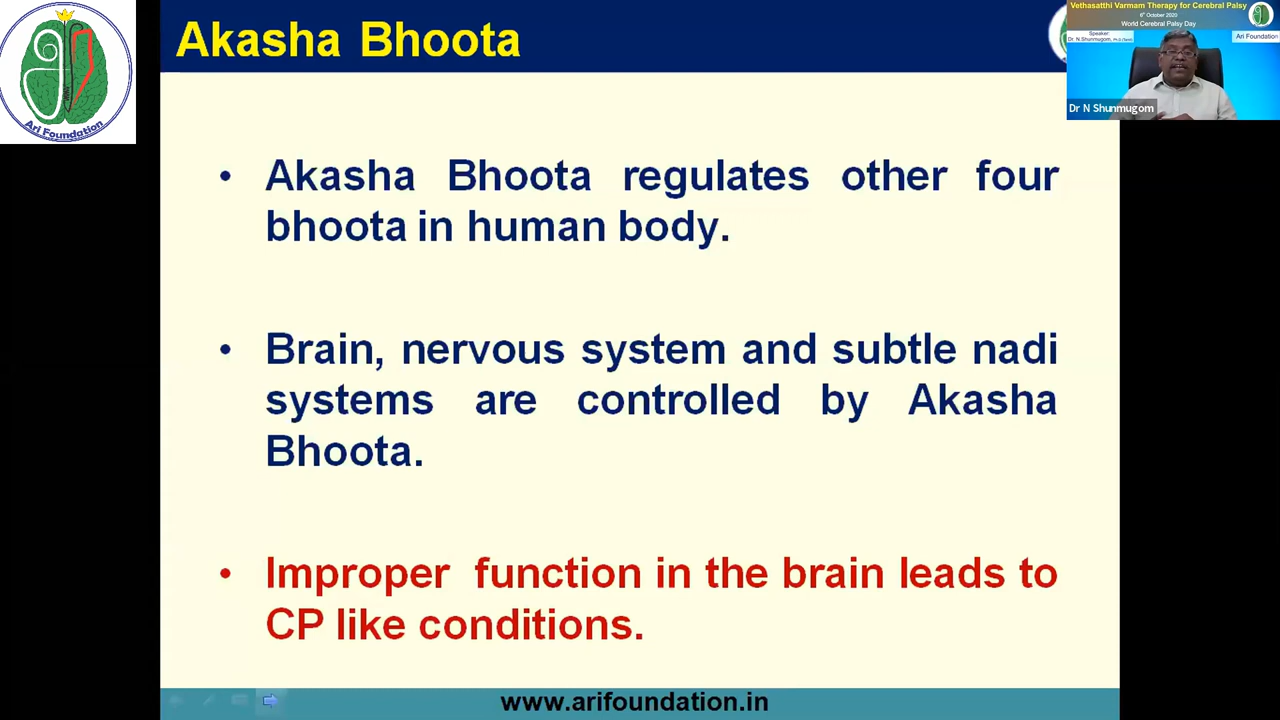 Akasha Bhoota
• Akasha Bhoota regulates other four
bhoota in human body.
• Brain, nervous system and subtle nadi
systems are controlled by Akasha
Bhoota.
• Improper function in the brain leads to
CP like conditions.
www.arifoundation.in
Ari Foundation
Vethasatthi Varmam Therapy for Cerebral Palsy
6th October 2020
World Cerebral Palsy Day
Speaker:
Dr. N.Shunmugom,
Ari Foundation
Dr N Shunmugom